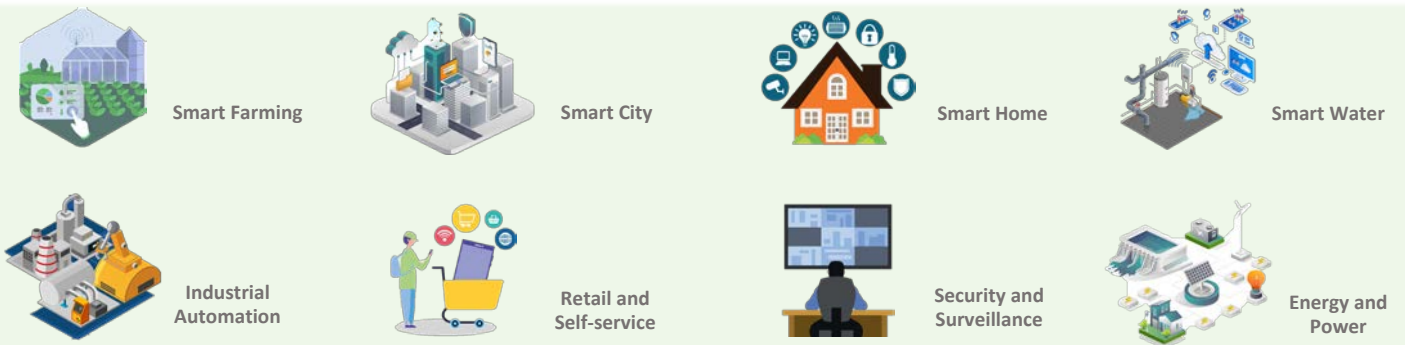 Smart Farming
Smart City
Smart Home
Smart Water
Industrial
Automation
Retail and
Self-service
Security and
Surveillance
Energy and
Power